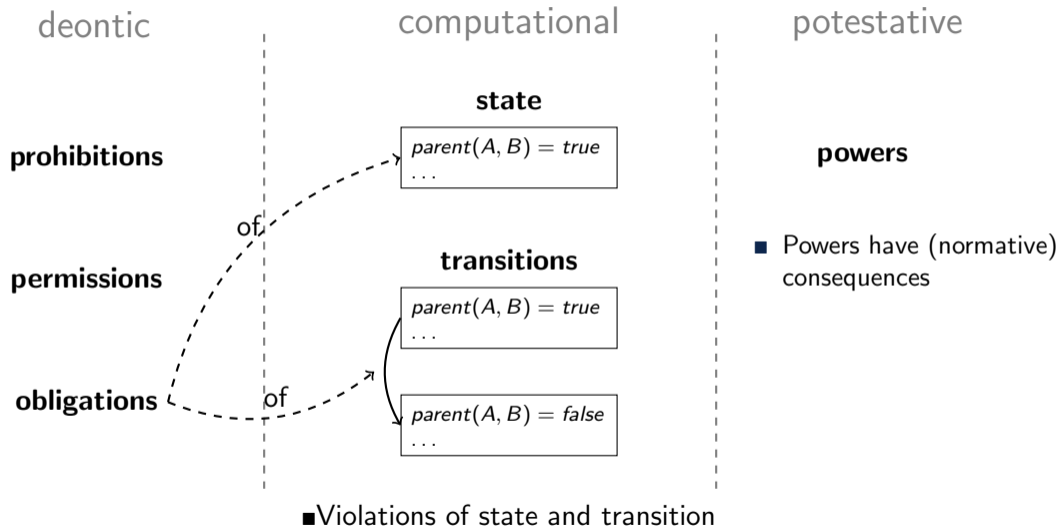 deontic
computational
potestative
state
prohibitions
parent(A, B) = true
...
powers
of
permissions
transitions
■ Powers have (normative)
consequences
parent(A, B) = true
...
obligations
of
parent(A, B) = false
...
■Violations of state and transition